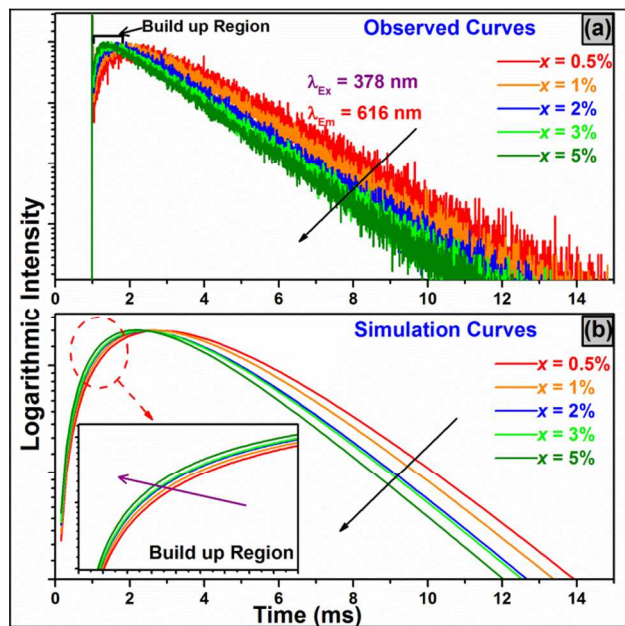 Build up Region
Observed Curves
(a)
λEx = 378 nm
λEm = 616 nm
x = 0.5%
x = 1%
x = 2%
x = 3%
x = 5%
0 2 4 6 8 10 12 14
Logarithmic Intensity
Simulation Curves
(b)
x = 0.5%
x = 1%
x = 2%
x = 3%
x = 5%
Build up Region
0 2 4 6 8 10 12 14
Time (ms)